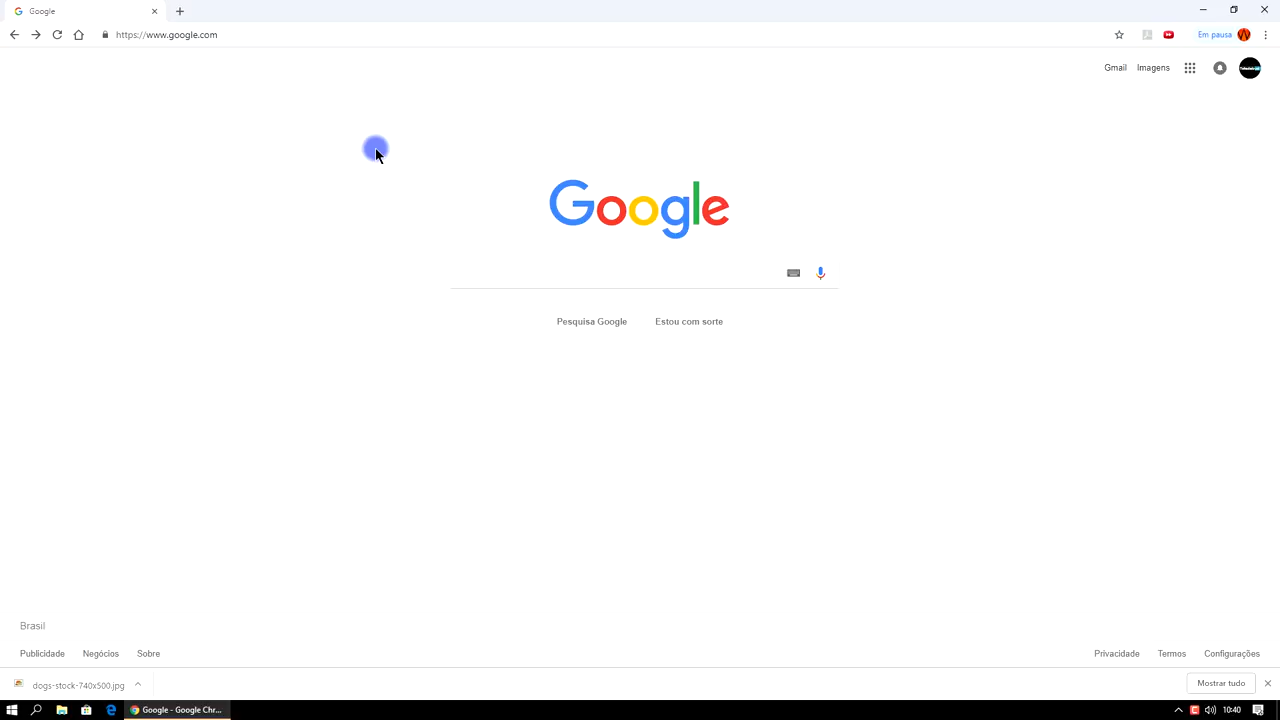 Google
https://www.google.com
Em pausa
Gmail
Imagens
Google
Pesquisa Google
Estou com sorte
Brasil
Publicidade
Negócios
Sobre
Privacidade
Termos
Configurações
dogs-stock-740x500.jpg
Mostrar tudo
Google - Google Chr...
10:40